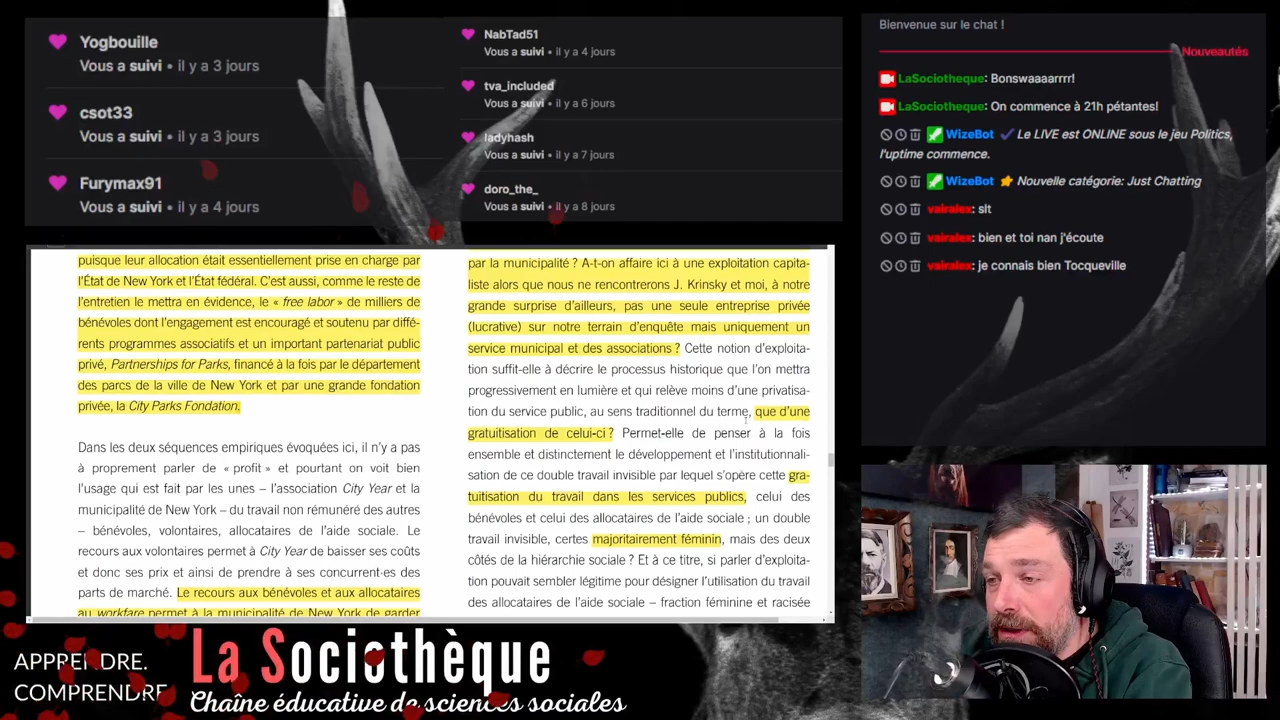 Yogbouille
Vous a suivi • il y a 3 jours
csot33
Vous a suivi • il y a 3 jours
Furymax91
Vous a suivi • il y a 4 jours
NabTad51
Vous a suivi • il y a 4 jours
tva_included
Vous a suivi • il y a 6 jours
ladyhash
Vous a suivi • il y a 7 jours
doro_the_
Vous a suivi • il y a 8 jours
Bienvenue sur le chat !
Nouveautés
LaSociotheque: Bonswaaaarrrr!
LaSociotheque: On commence à 21h pétantes!
WizeBot Le LIVE est ONLINE sous le jeu Politics,
l'uptime commence.
WizeBot Nouvelle catégorie: Just Chatting
vairalex: slt
vairalex: bien et toi nan j'écoute
vairalex: je connais bien Tocqueville
puisque leur allocation était essentiellement prise en charge par
l'État de New York et l'État fédéral. C'est aussi, comme le reste de
l'entretien le mettra en évidence, le « free labor » de milliers de
bénévoles dont l'engagement est encouragé et soutenu par diffé-
rents programmes associatifs et un important partenariat public
privé, Partnerships for Parks, financé à la fois par le département
des parcs de la ville de New York et par une grande fondation
privée, la City Parks Fondation.
Dans les deux séquences empiriques évoquées ici, il n'y a pas
à proprement parler de « profit » et pourtant on voit bien
l'usage qui est fait par les unes – l'association City Year et la
municipalité de New York – du travail non rémunéré des autres
– bénévoles, volontaires, allocataires de l'aide sociale. Le
recours aux volontaires permet à City Year de baisser ses coûts
et donc ses prix et ainsi de prendre à ses concurrent·es des
parts de marché. Le recours aux bénévoles et aux allocataires
au workfare permet à la municipalité de New York de garder
par la municipalité ? A-t-on affaire ici à une exploitation capita-
liste alors que nous ne rencontrerons J. Krinsky et moi, à notre
grande surprise d'ailleurs, pas une seule entreprise privée
(lucrative) sur notre terrain d'enquête mais uniquement un
service municipal et des associations ? Cette notion d'exploita-
tion suffit-elle à décrire le processus historique que l'on mettra
progressivement en lumière et qui relève moins d'une privatisa-
tion du service public, au sens traditionnel du terme, que d'une
gratuitisation de celui-ci ? Permet-elle de penser à la fois
ensemble et distinctement le développement et l'institutionnali-
sation de ce double travail invisible par lequel s'opère cette gra-
tuitisation du travail dans les services publics, celui des
bénévoles et celui des allocataires de l'aide sociale ; un double
travail invisible, certes majoritairement féminin, mais des deux
côtés de la hiérarchie sociale ? Et à ce titre, si parler d'exploita-
tion pouvait sembler légitime pour désigner l'utilisation du travail
des allocataires de l'aide sociale – fraction féminine et racisée
APPRENDRE.
COMPRENDRE
La Sociothèque
Chaîne éducative de sciences sociales